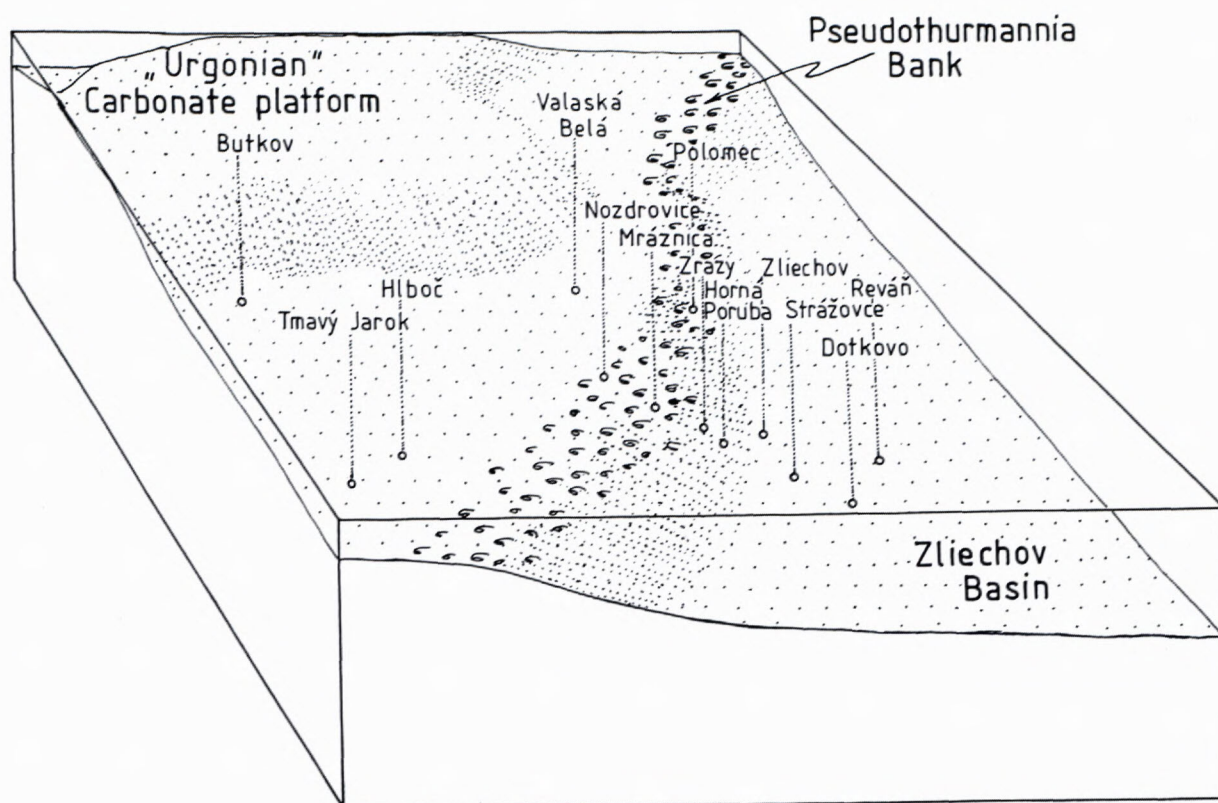 Pseudothurmannia
Bank
„Urgonian"
Carbonate platform
Butkov
Valaská
Belá
Polomec
Nozdrovice
Mráznica
Zrazy
Zliechov
Hlboč
Horná
Poruba
Reváň
Strážovce
Tmavý Jarok
Dotkovo
Zliechov
Basin